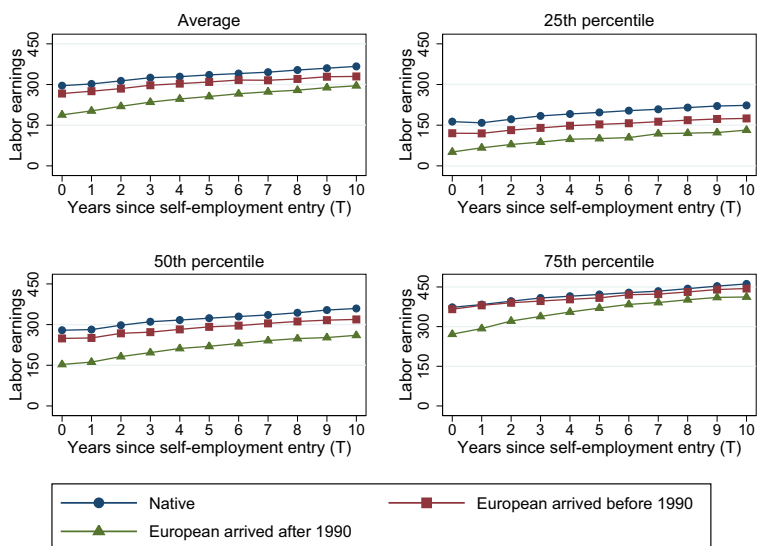 Average
Labor earnings
450
300
150
0
0 1 2 3 4 5 6 7 8 9 10
Years since self-employment entry (T)
25th percentile
Labor earnings
450
300
150
0
0 1 2 3 4 5 6 7 8 9 10
Years since self-employment entry (T)
50th percentile
Labor earnings
450
300
150
0
0 1 2 3 4 5 6 7 8 9 10
Years since self-employment entry (T)
75th percentile
Labor earnings
450
300
150
0
0 1 2 3 4 5 6 7 8 9 10
Years since self-employment entry (T)
Native
European arrived before 1990
European arrived after 1990